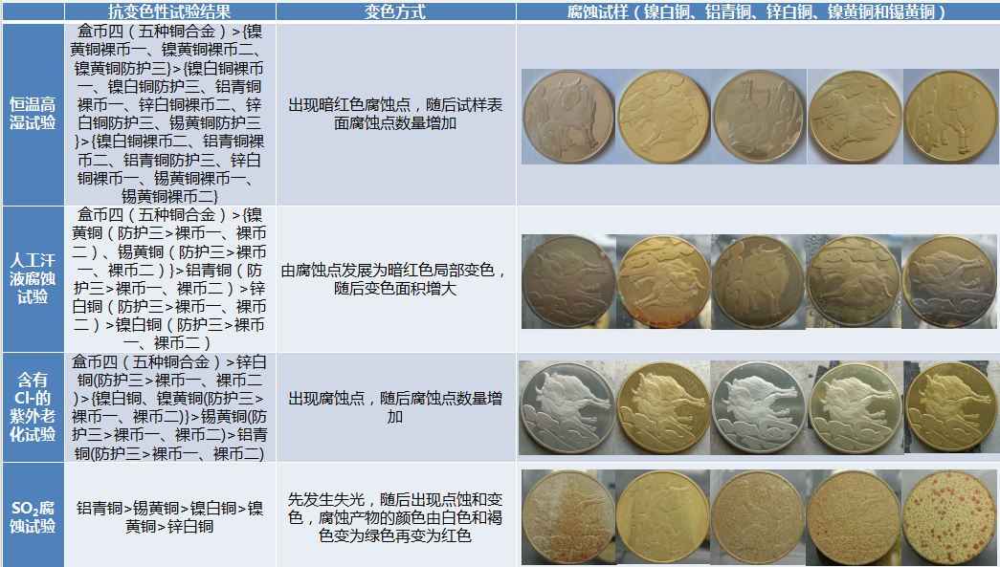 抗变色性试验结果
变色方式
腐蚀试样（镍白铜、铝青铜、锌白铜、镍黄铜和锡黄铜）
恒温高
湿试验
盒币四（五种铜合金）>{镍
黄铜裸币一、镍黄铜裸币二、
镍黄铜防护三}>{镍白铜裸币
一、镍白铜防护三、铝青铜
裸币一、锌白铜裸币二、锌
白铜防护三、锡黄铜防护三
}>{镍白铜裸币二、铝青铜裸
币二、铝青铜防护三、锌白
铜裸币一、锡黄铜裸币一、
锡黄铜裸币二}
出现暗红色腐蚀点，随后试样表
面腐蚀点数量增加
人工汗
液腐蚀
试验
盒币四（五种铜合金）>{镍
黄铜（防护三>裸币一、裸币
二）、锡黄铜（防护三>裸币
一、裸币二）}>铝青铜（防
护三>裸币一、裸币二）>锌
白铜（防护三>裸币一、裸币
二）>镍白铜（防护三>裸币
一、裸币二）
由腐蚀点发展为暗红色局部变色，
随后变色面积增大
含有
Cl-的
紫外老
化试验
盒币四（五种铜合金）>锌白
铜(防护三>裸币一、裸币二
)>{镍白铜、镍黄铜(防护三>
裸币一、裸币二)}>锡黄铜(防
护三>裸币一、裸币二)>铝青
铜(防护三>裸币一、裸币二)
出现腐蚀点，随后腐蚀点数量增
加
SO₂腐
蚀试验
铝青铜>锡黄铜>镍白铜>镍
黄铜>锌白铜
先发生失光，随后出现点蚀和变
色，腐蚀产物的颜色由白色和褐
色变为绿色再变为红色